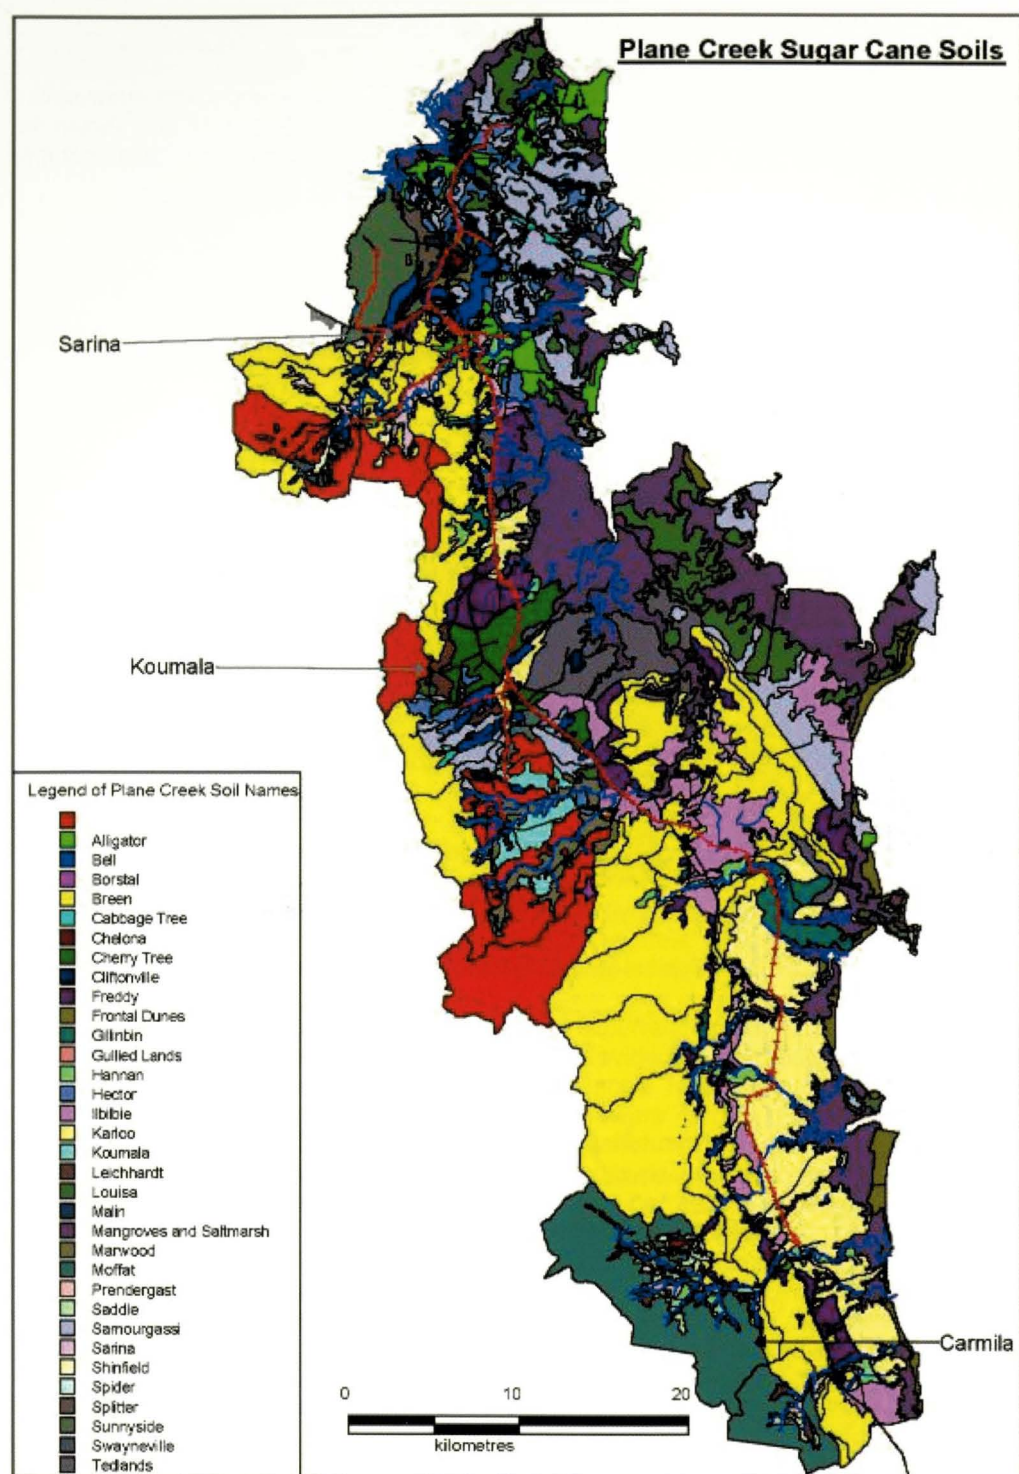 Plane Creek Sugar Cane Soils
Sarina
Koumala
Legend of Plane Creek Soil Names
Alligator
Bell
Borstal
Breen
Cabbage Tree
Chelona
Cherry Tree
Cliftonville
Freddy
Frontal Dunes
Gillinbin
Gullied Lands
Hannan
Hector
Ilbilbie
Karloo
Koumala
Leichhardt
Louisa
Malin
Mangroves and Saltmarsh
Marwood
Moffat
Prendergast
Saddle
Samourgassi
Sarina
Shinfield
Spider
Splitter
Sunnyside
Swayneville
Tedlands
Carmila
0 10 20
kilometres